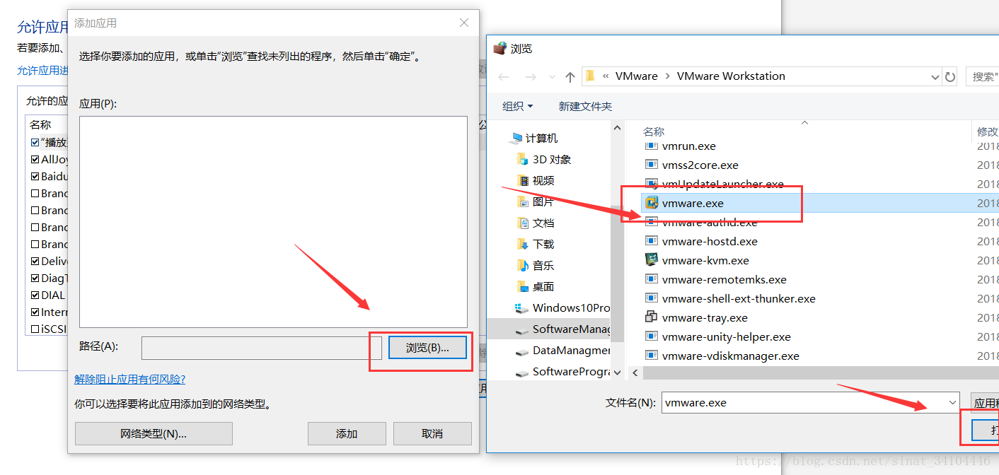 允许应用
若要添加、
允许应用进
允许的应
名称
“播放
AllJoy
Baidu
Branc
Branc
Branc
Branc
Delive
DiagT
DIAL
Intern
iSCSI
添加应用
选择你要添加的应用，或单击“浏览”查找未列出的程序，然后单击“确定”。
应用(P):
路径(A):
浏览(B)...
解除阻止应用有何风险?
你可以选择要将此应用添加到的网络类型。
网络类型(N)...
添加
取消
浏览
« VMware › VMware Workstation
搜索"
组织
新建文件夹
计算机
3D 对象
视频
图片
文档
下载
音乐
桌面
Windows10Pro
SoftwareManag
DataManagmer
SoftwareProgra
名称
修改
vmrun.exe
2018
vmss2core.exe
2018
vmUpdateLauncher.exe
2018
vmware.exe
2018
vmware-authd.exe
2018
vmware-hostd.exe
2018
vmware-kvm.exe
2018
vmware-remotemks.exe
2018
vmware-shell-ext-thunker.exe
2018
vmware-tray.exe
2018
vmware-unity-helper.exe
2018
vmware-vdiskmanager.exe
2018
文件名(N):
vmware.exe
应用程
打
https://blog.csdn.net/sinat_34104446